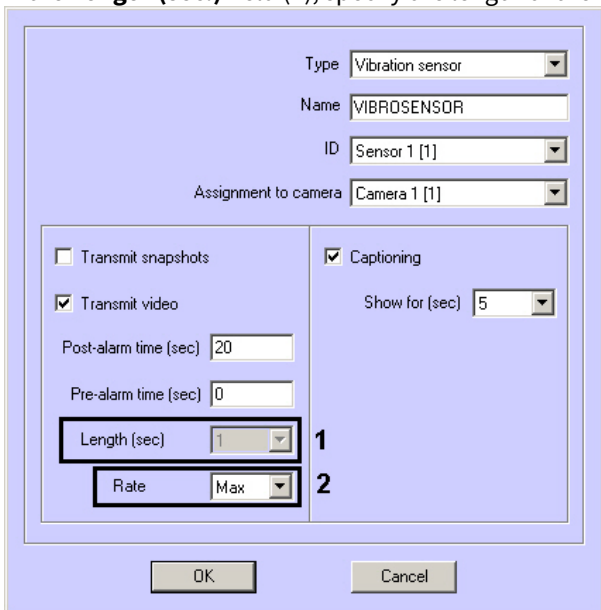 Type Vibration sensor
Name VIBROSENSOR
ID Sensor 1 [1]
Assignment to camera Camera 1 [1]
Transmit snapshots
Captioning
Transmit video
Show for (sec) 5
Post-alarm time (sec) 20
Pre-alarm time (sec) 0
Length (sec) 1 1
Rate Max 2
OK Cancel